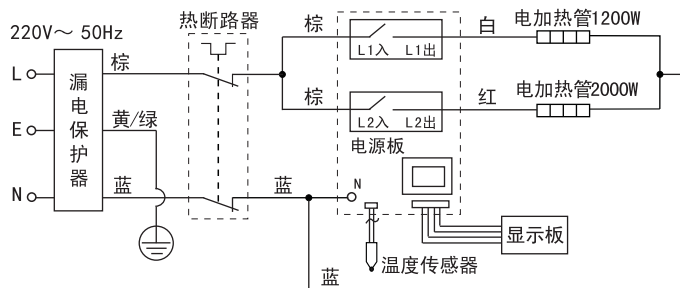 220V～ 50Hz
热断路器
棕
L1入 L1出
白
电加热管1200W
L
棕
漏电保护器
E
黄/绿
棕
L2入 L2出
红
电加热管2000W
电源板
N
蓝
蓝
N
显示板
温度传感器
蓝